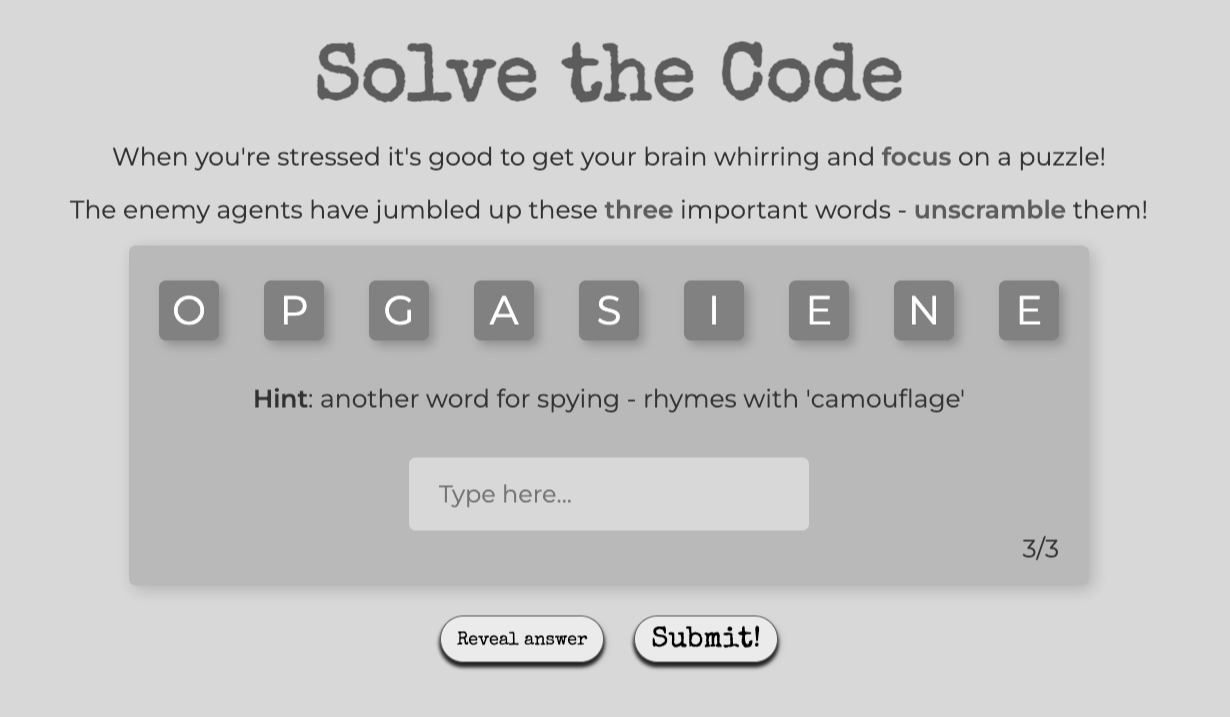 Solve the Code
When you're stressed it's good to get your brain whirring and focus on a puzzle!
The enemy agents have jumbled up these three important words - unscramble them!
O P G A S I E N E
Hint: another word for spying - rhymes with 'camouflage'
Type here...
3/3
Reveal answer Submit!